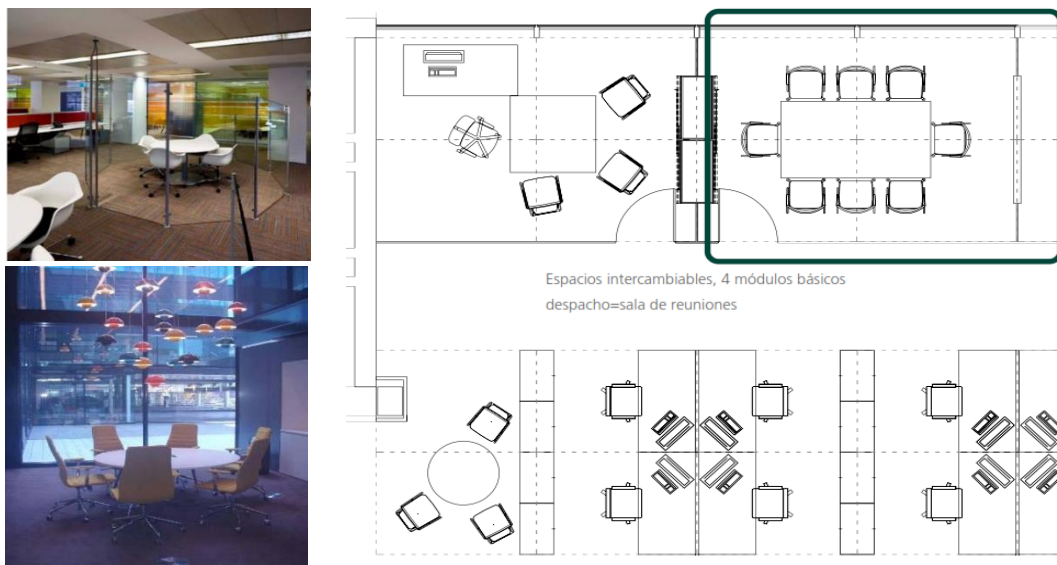 Espacios intercambiables, 4 módulos básicos
despacho=sala de reuniones